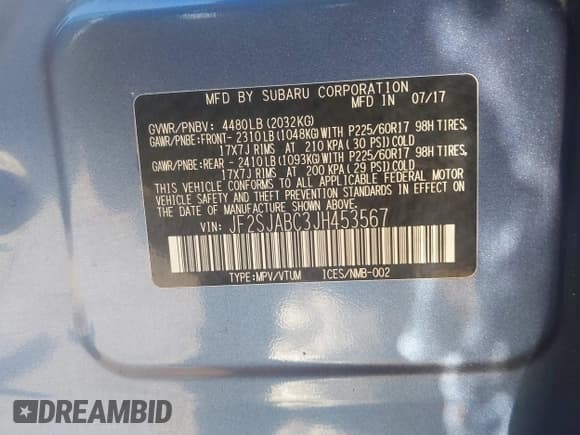 MFD BY SUBARU CORPORATION
MFD IN 07/17
GVWR/PNBV: 4480LB(2032KG)
GAWR/PNBE:FRONT- 2310LB(1048KG)WITH P225/60R17 98H TIRES,
17X7J RIMS AT 210 KPA( 30 PSI)COLD
GAWR/PNBE:REAR - 2410LB(1093KG)WITH P225/60R17 98H TIRES,
17X7J RIMS AT 200 KPA( 29 PSI)COLD
THIS VEHICLE CONFORMS TO ALL APPLICABLE FEDERAL MOTOR
VEHICLE SAFETY AND THEFT PREVENTION STANDARDS IN EFFECT ON
THE DATE OF MANUFACTURE SHOWN ABOVE.
VIN: JF2SJABC3JH453567
TYPE:MPV/VTUM ICES/NMB-002
DREAMBID